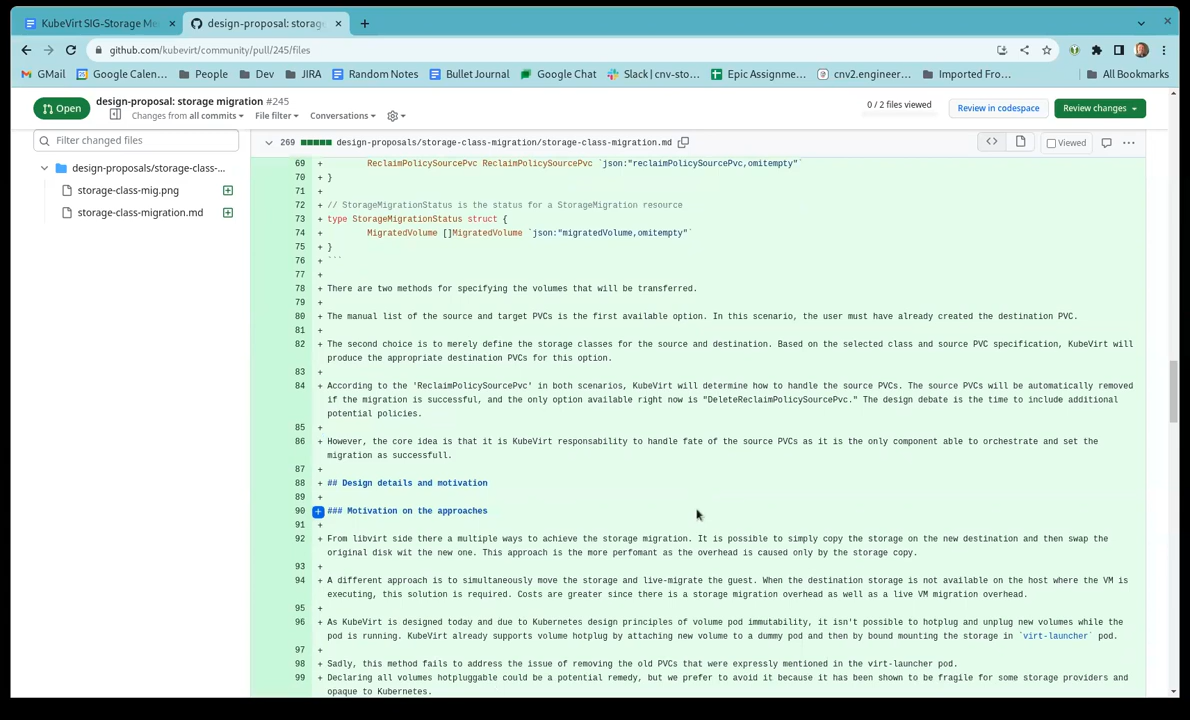 KubeVirt SIG-Storage Me
design-proposal: storag
github.com/kubevirt/community/pull/245/files
GMail
Google Calen...
People
Dev
JIRA
Random Notes
Bullet Journal
Google Chat
Slack | cnv-sto...
Epic Assignme...
cnv2.engineer...
Imported Fro...
All Bookmarks
Open
design-proposal: storage migration #245
Changes from all commits
File filter
Conversations
0 / 2 files viewed
Review in codespace
Review changes
Filter changed files
269 design-proposals/storage-class-migration/storage-class-migration.md
Viewed
design-proposals/storage-class-...
storage-class-mig.png
storage-class-migration.md
69 + ReclaimPolicySourcePvc ReclaimPolicySourcePvc `json:"reclaimPolicySourcePvc,omitempty"`
70 + }
71 +
72 + // StorageMigrationStatus is the status for a StorageMigration resource
73 + type StorageMigrationStatus struct {
74 + MigratedVolume []MigratedVolume `json:"migratedVolume,omitempty"`
75 + }
76 + ```
77 +
78 + There are two methods for specifying the volumes that will be transferred.
79 +
80 + The manual list of the source and target PVCs is the first available option. In this scenario, the user must have already created the destination PVC.
81 +
82 + The second choice is to merely define the storage classes for the source and destination. Based on the selected class and source PVC specification, KubeVirt will
produce the appropriate destination PVCs for this option.
83 +
84 + According to the 'ReclaimPolicySourcePvc' in both scenarios, KubeVirt will determine how to handle the source PVCs. The source PVCs will be automatically removed
if the migration is successful, and the only option available right now is "DeleteReclaimPolicySourcePvc." The design debate is the time to include additional
potential policies.
85 +
86 + However, the core idea is that it is KubeVirt responsability to handle fate of the source PVCs as it is the only component able to orchestrate and set the
migration as successfull.
87 +
88 + ## Design details and motivation
89 +
90 + ### Motivation on the approaches
91 +
92 + From libvirt side there a multiple ways to achieve the storage migration. It is possible to simply copy the storage on the new destination and then swap the
original disk wit the new one. This approach is the more perfomant as the overhead is caused only by the storage copy.
93 +
94 + A different approach is to simultaneously move the storage and live-migrate the guest. When the destination storage is not available on the host where the VM is
executing, this solution is required. Costs are greater since there is a storage migration overhead as well as a live VM migration overhead.
95 +
96 + As KubeVirt is designed today and due to Kubernetes design principles of volume pod immutability, it isn't possible to hotplug and unplug new volumes while the
pod is running. KubeVirt already supports volume hotplug by attaching new volume to a dummy pod and then by bound mounting the storage in `virt-launcher` pod.
97 +
98 + Sadly, this method fails to address the issue of removing the old PVCs that were expressly mentioned in the virt-launcher pod.
99 + Declaring all volumes hotpluggable could be a potential remedy, but we prefer to avoid it because it has been shown to be fragile for some storage providers and
opaque to Kubernetes.